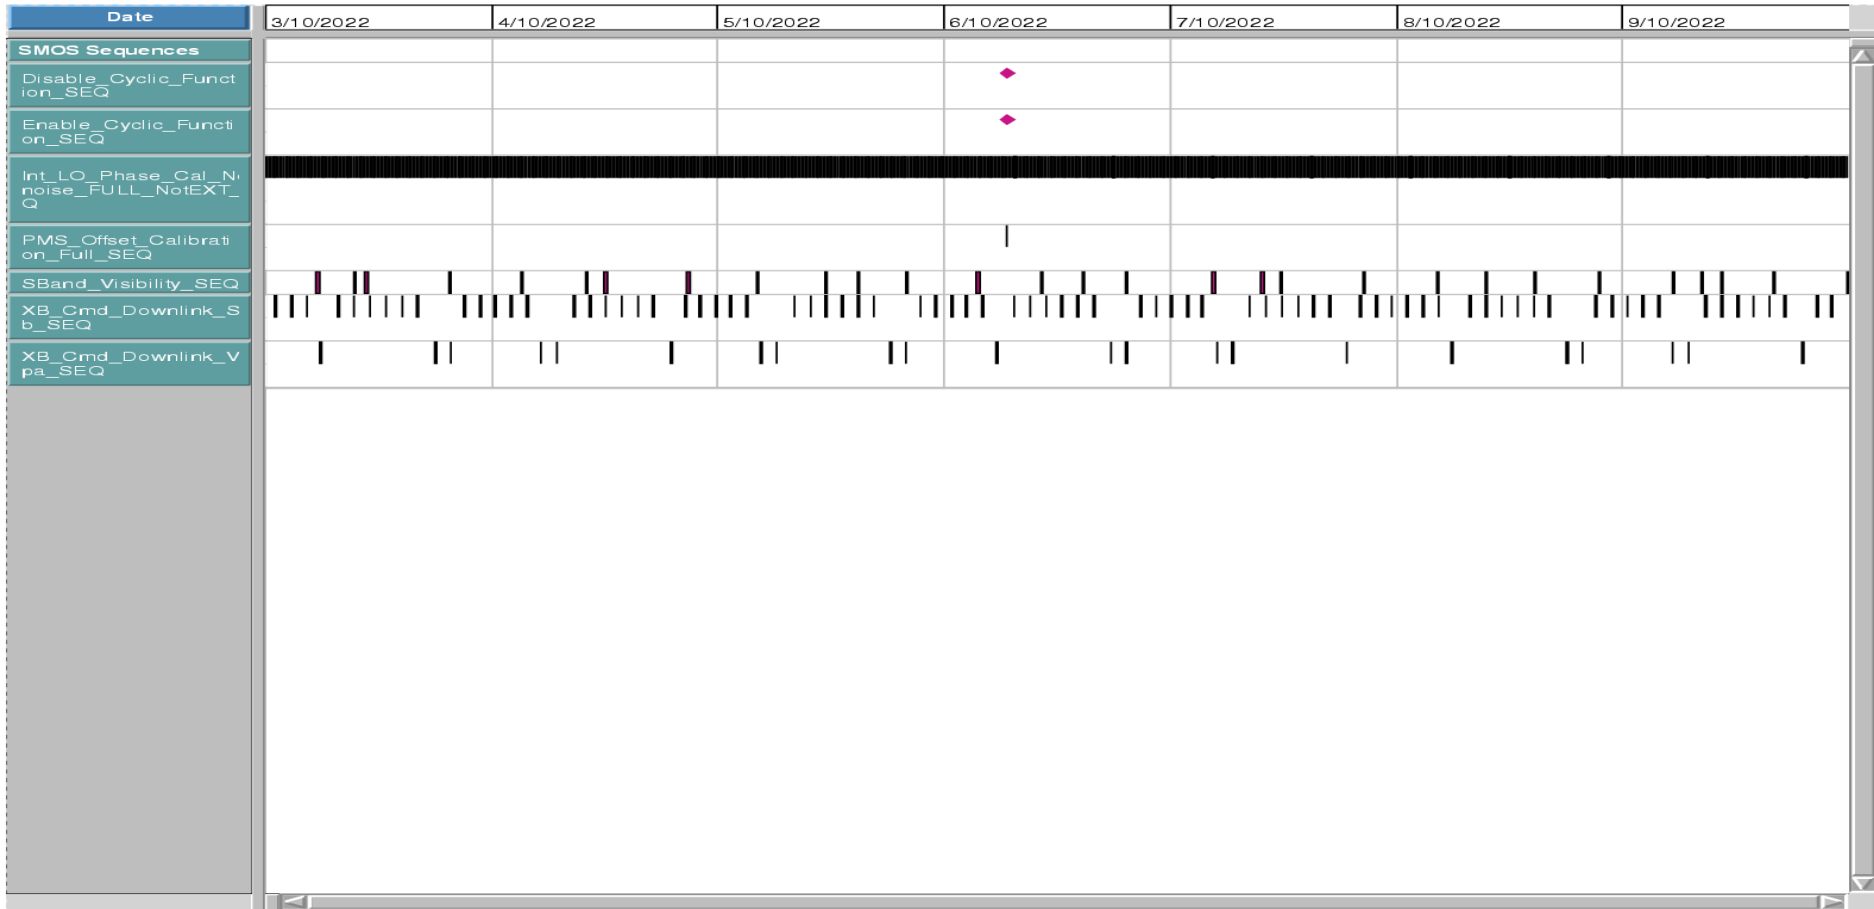 Date
3/10/2022 4/10/2022 5/10/2022 6/10/2022 7/10/2022 8/10/2022 9/10/2022
SMOS Sequences
Disable_Cyclic_Funct
ion_SEQ
Enable_Cyclic_Functi
on_SEQ
Int_LO_Phase_Cal_N
noise_FULL_NotEXT_
Q
PMS_Offset_Calibrati
on_Full_SEQ
SBand_Visibility_SEQ
XB_Cmd_Downlink_S
b_SEQ
XB_Cmd_Downlink_V
pa_SEQ